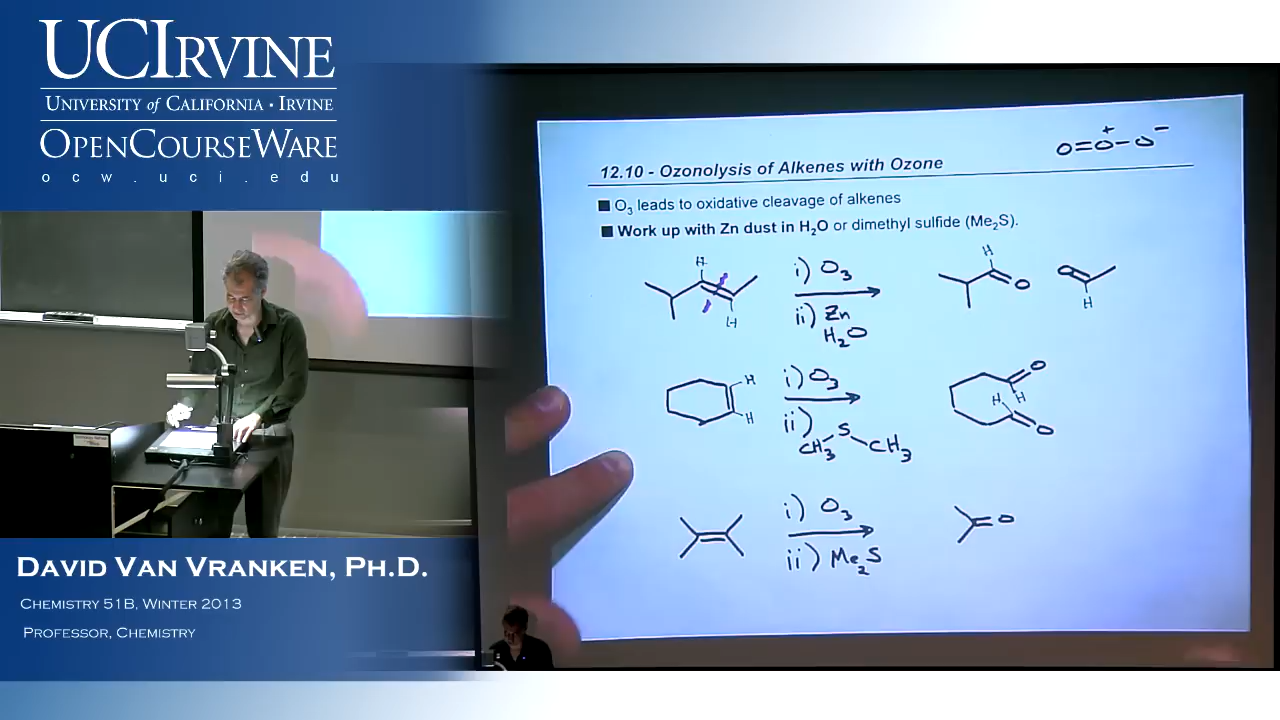 UCIRVINE
UNIVERSITY of CALIFORNIA · IRVINE
OPENCOURSEWARE
ocw.uci.edu
DAVID VAN VRANKEN, PH.D.
CHEMISTRY 51B, WINTER 2013
PROFESSOR, CHEMISTRY
O=O⁺-O⁻
12.10 - Ozonolysis of Alkenes with Ozone
■ O₃ leads to oxidative cleavage of alkenes
■ Work up with Zn dust in H₂O or dimethyl sulfide (Me₂S).
H i) O₃ H O O
H ii) Zn H
H₂O
H i) O₃ O
H ii) H H
CH₃ S CH₃ O
i) O₃ O
ii) Me₂S